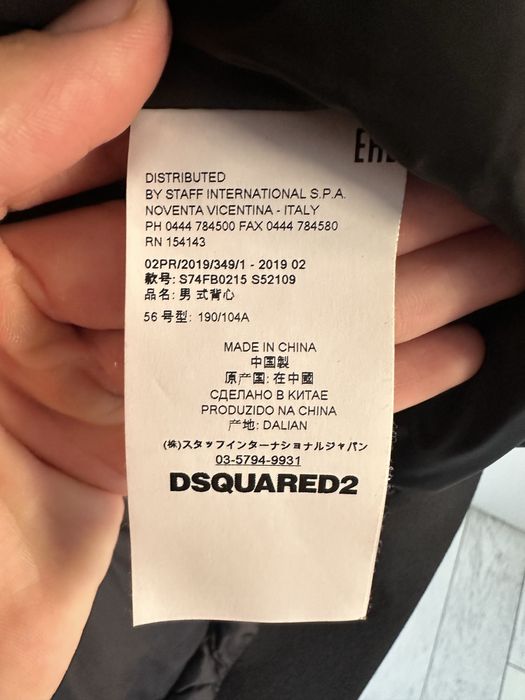 DISTRIBUTED
BY STAFF INTERNATIONAL S.P.A.
NOVENTA VICENTINA - ITALY
PH 0444 784500 FAX 0444 784580
RN 154143
02PR/2019/349/1 - 2019 02
款号: S74FB0215 S52109
品名: 男 式背心
56 号型: 190/104A
MADE IN CHINA
中国製
原产国: 在中國
СДЕЛАНО В КИТАЕ
PRODUZIDO NA CHINA
产地: DALIAN
(株)スタッフインターナショナルジャパン
03-5794-9931
DSQUARED2